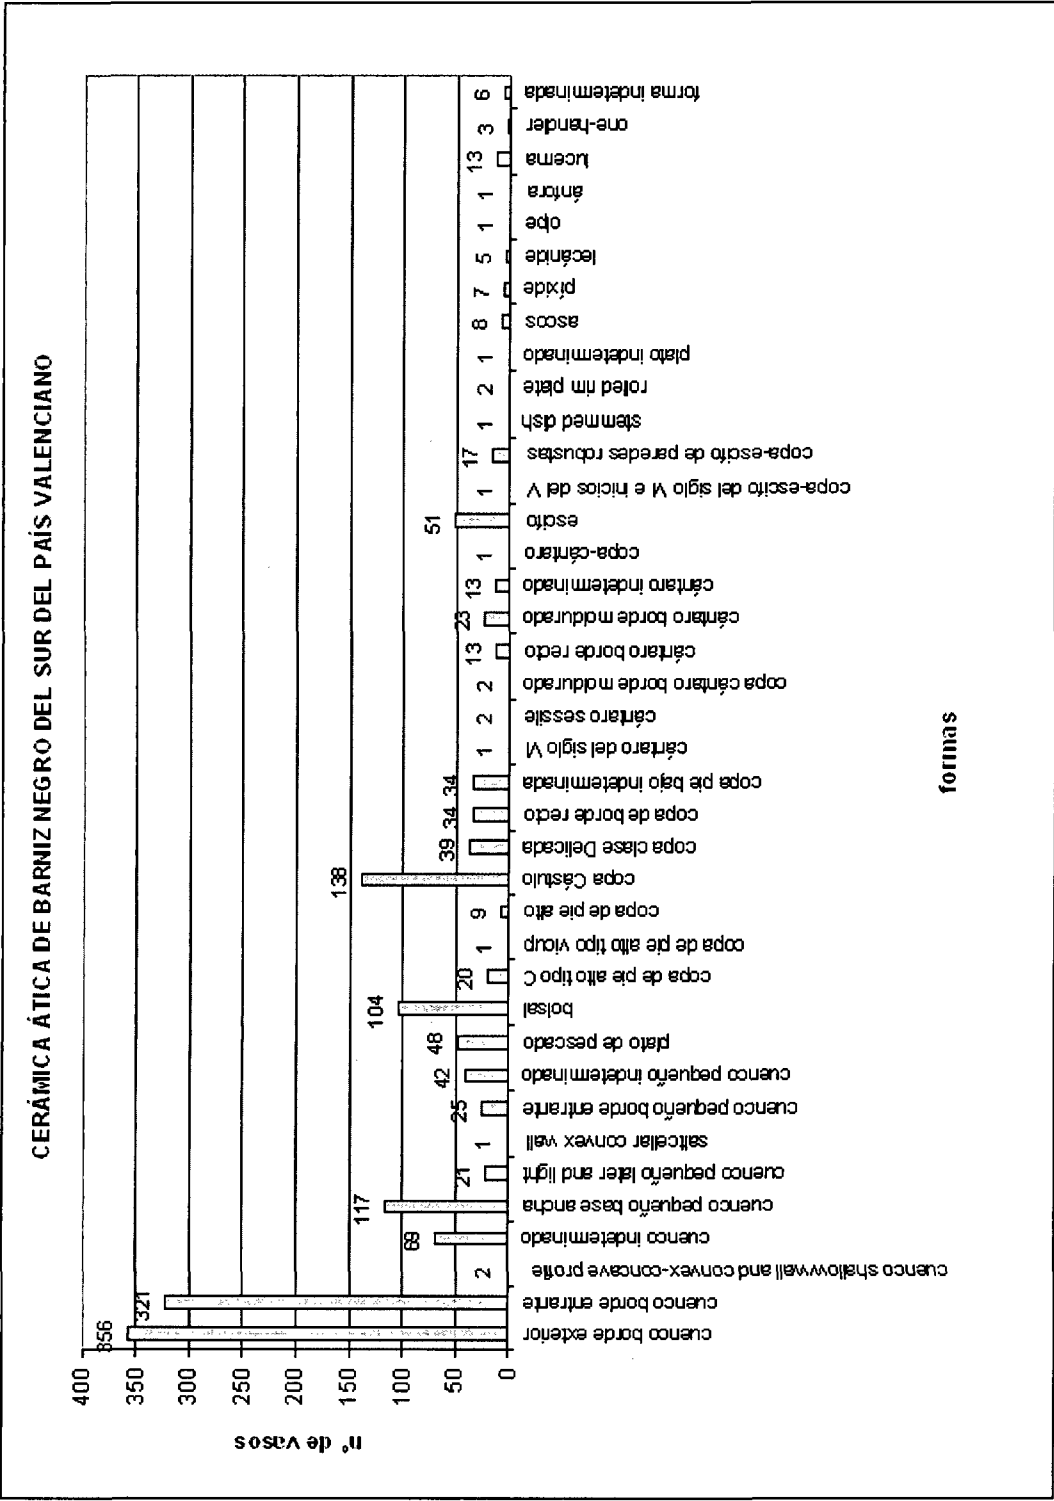 CERÁMICA ÁTICA DE BARNIZ NEGRO DEL SUR DEL PAÍS VALENCIANO
nº de vasos
400
350
300
250
200
150
100
50
0
356
321
2
69
117
21
1
25
42
48
104
20
1
9
138
39
34
34
1
2
2
13
23
13
1
51
1
17
1
2
1
8
7
5
1
1
13
3
6
cuenco borde exterior
cuenco borde entrante
cuenco shallow wall and convex-concave profile
cuenco indeterminado
cuenco pequeño base ancha
cuenco pequeño later and light
saltcellar convex wall
cuenco pequeño borde entrante
cuenco pequeño indeterminado
plato de pescado
bolsal
copa de pie alto tipo C
copa de pie alto tipo vicup
copa de pie alto
copa Cástulo
copa clase Delicada
copa de borde recto
copa pie bajo indeterminada
cántaro del siglo VI
cántaro sessile
copa cántaro borde moldurado
cántaro borde recto
cántaro borde moldurado
cántaro indeterminado
copa-cántaro
escifo
copa-escifo del siglo VI e inicios del V
copa-escifo de paredes robustas
stemmed dish
rolled rim plate
plato indeterminado
ascos
píxide
lecánide
olpe
ánfora
lucerna
one-handler
forma indeterminada
formas